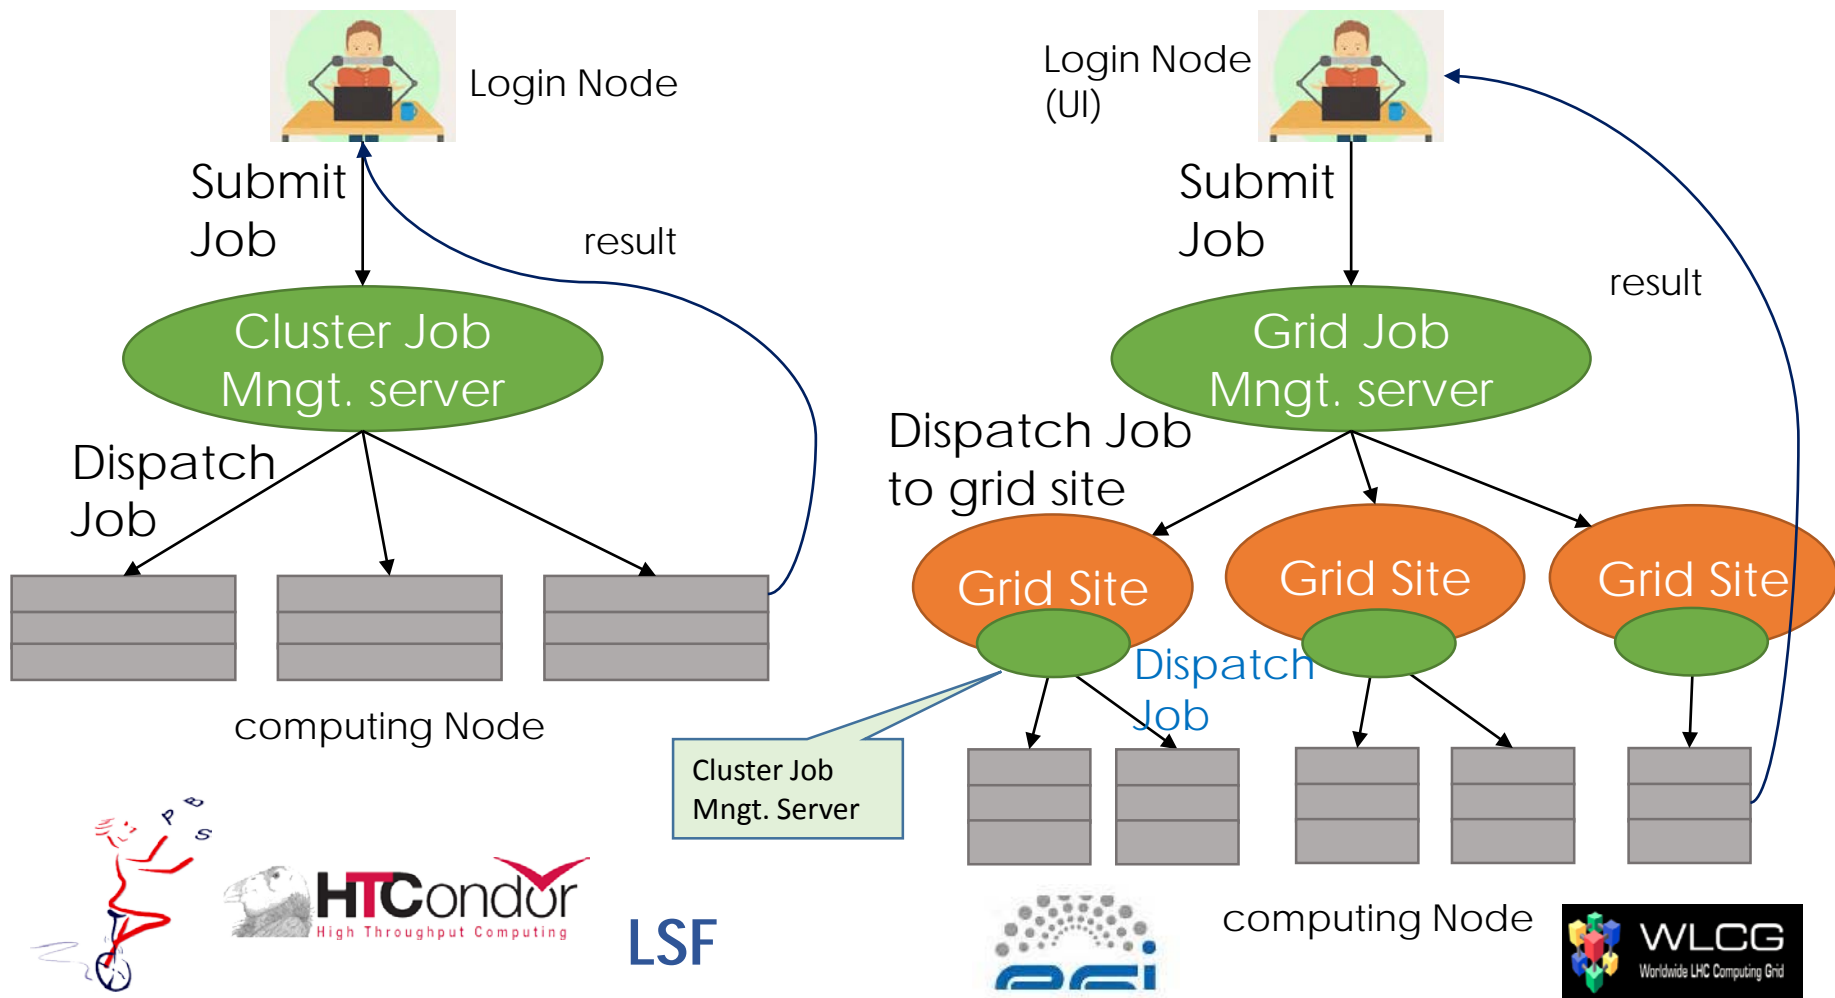 Login Node
Submit
Job
result
Cluster Job
Mngt. server
Dispatch
Job
computing Node
P B S
HTCondor
High Throughput Computing
LSF
Login Node
(UI)
Submit
Job
result
Grid Job
Mngt. server
Dispatch Job
to grid site
Grid Site
Grid Site
Grid Site
Dispatch
Job
Cluster Job
Mngt. Server
computing Node
egi
WLCG
Worldwide LHC Computing Grid